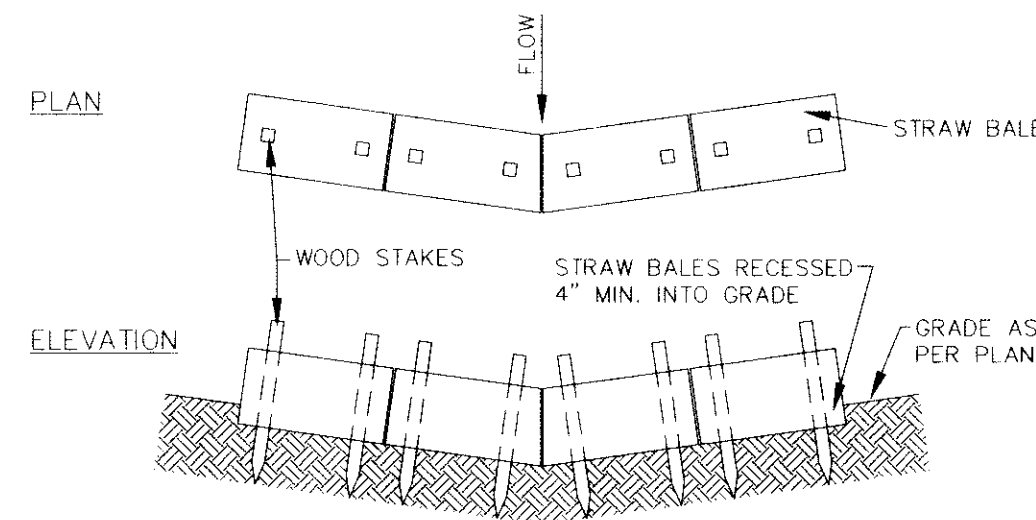 FLOW
PLAN
STRAW BALE
WOOD STAKES
STRAW BALES RECESSED
4" MIN. INTO GRADE
ELEVATION
GRADE AS
PER PLAN